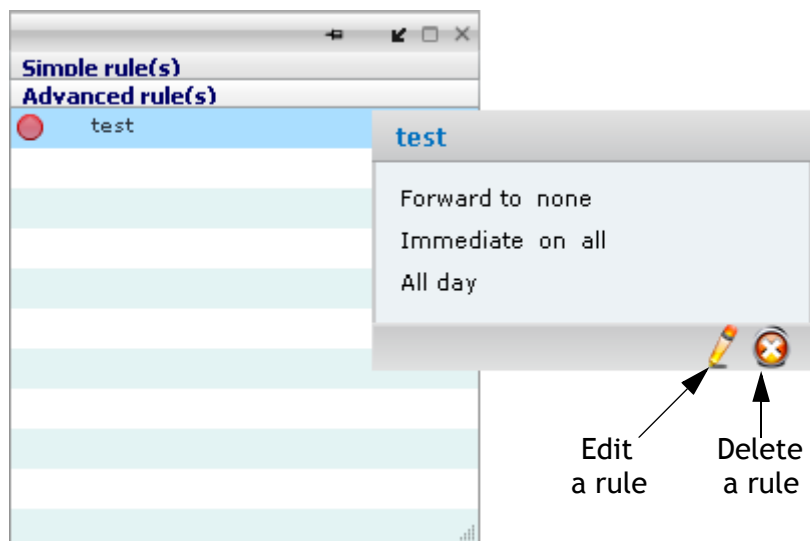 Simple rule(s)
Advanced rule(s)
test
test
Forward to none
Immediate on all
All day
Edit
a rule
Delete
a rule